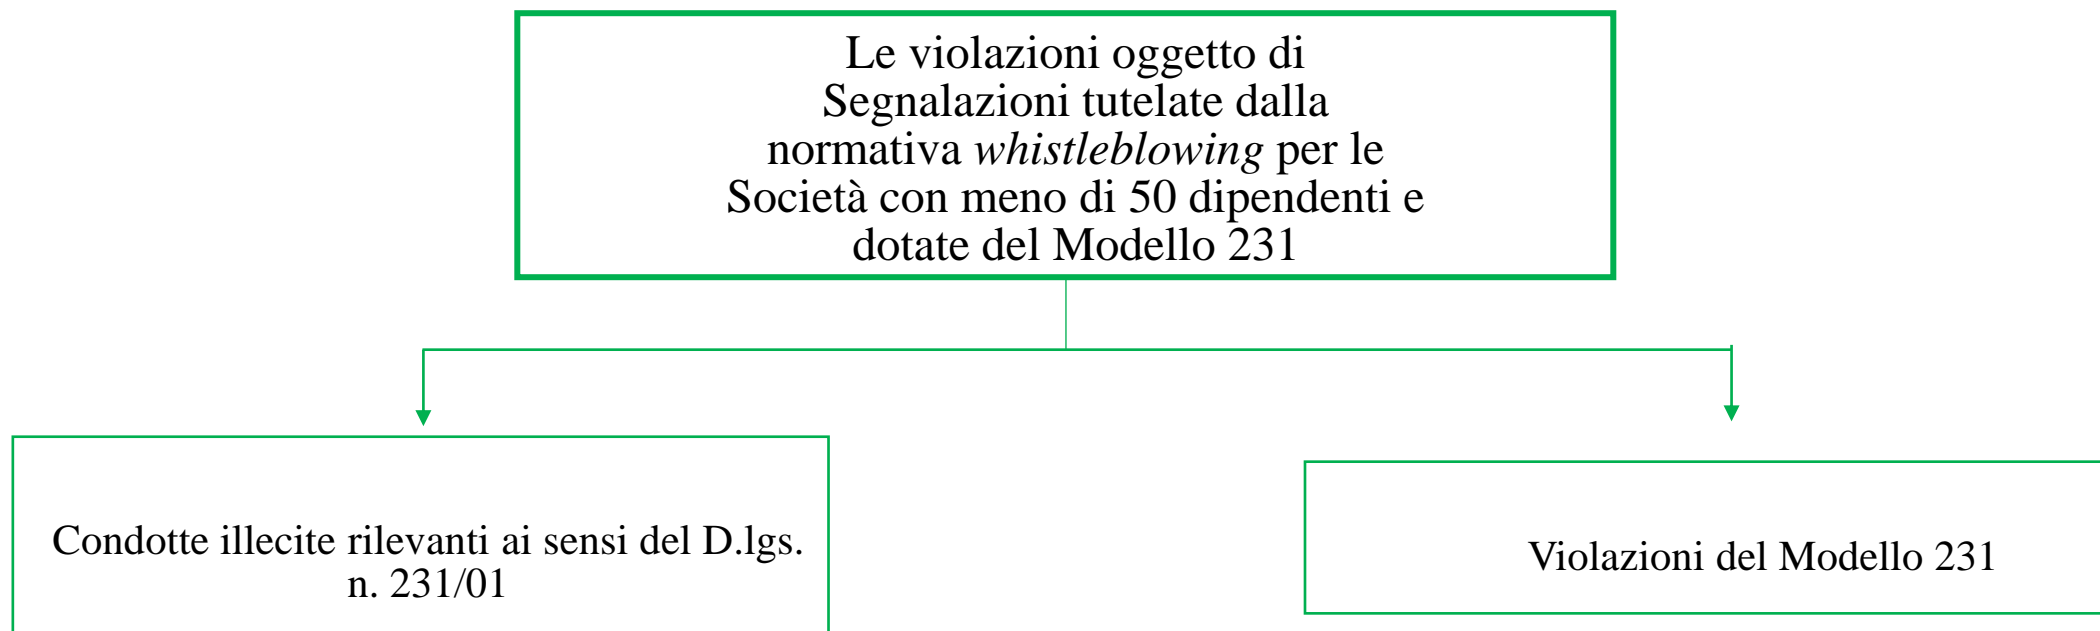 Le violazioni oggetto di
Segnalazioni tutelate dalla
normativa whistleblowing per le
Società con meno di 50 dipendenti e
dotate del Modello 231
Condotte illecite rilevanti ai sensi del D.lgs.
n. 231/01
Violazioni del Modello 231